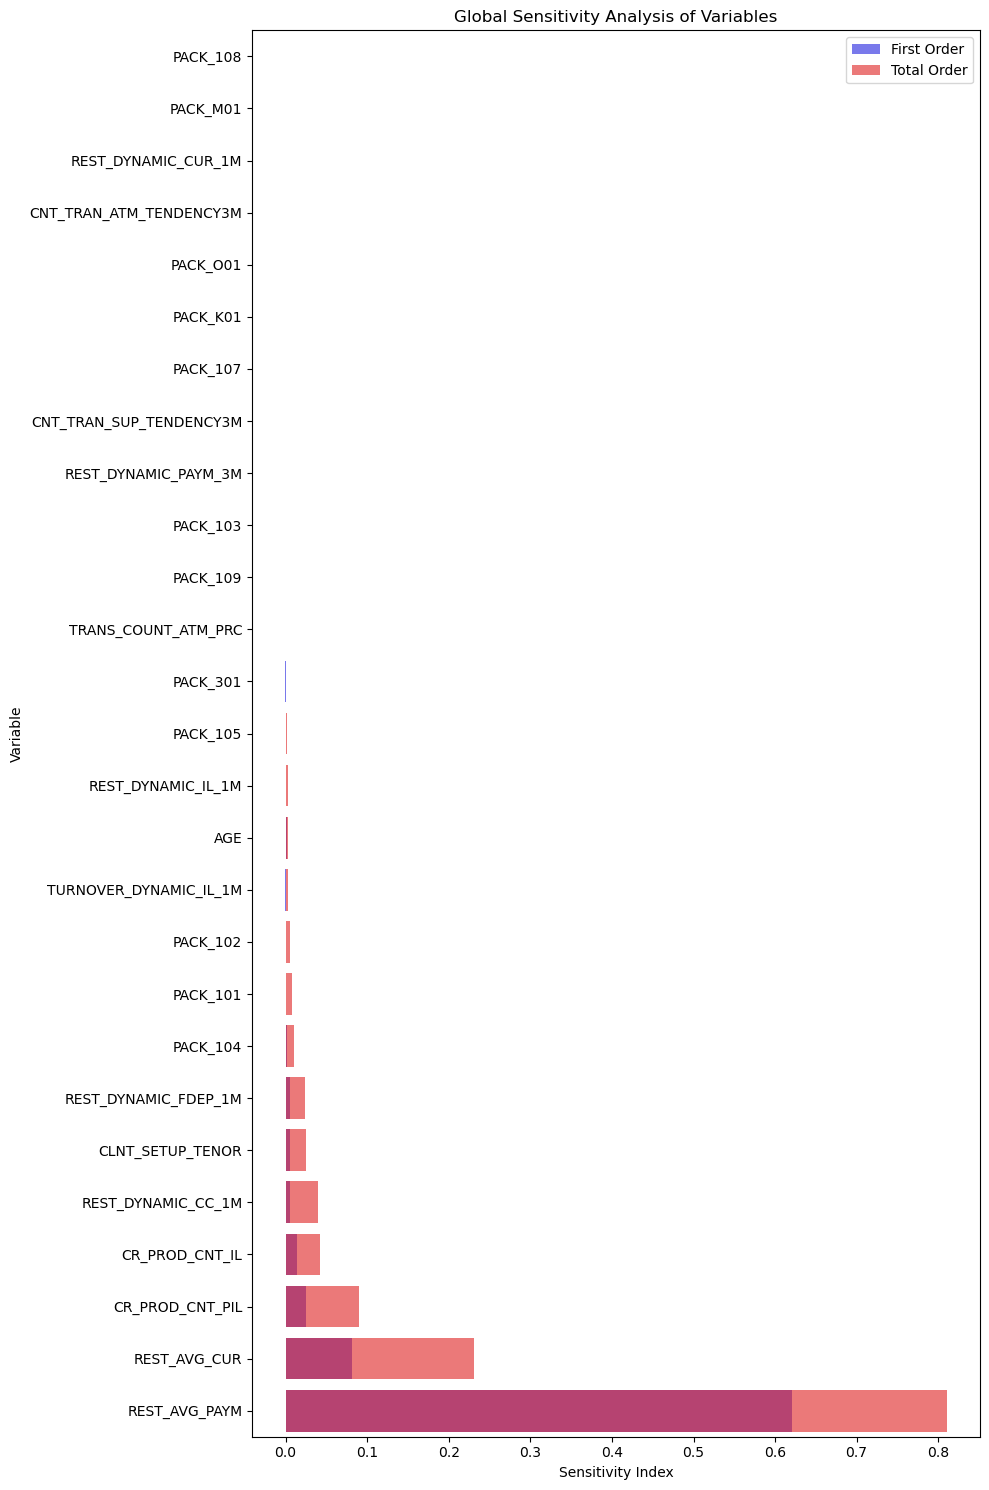 Global Sensitivity Analysis of Variables
First Order
Total Order
PACK_108
PACK_M01
REST_DYNAMIC_CUR_1M
CNT_TRAN_ATM_TENDENCY3M
PACK_O01
PACK_K01
PACK_107
CNT_TRAN_SUP_TENDENCY3M
REST_DYNAMIC_PAYM_3M
PACK_103
PACK_109
TRANS_COUNT_ATM_PRC
PACK_301
PACK_105
REST_DYNAMIC_IL_1M
AGE
TURNOVER_DYNAMIC_IL_1M
PACK_102
PACK_101
PACK_104
REST_DYNAMIC_FDEP_1M
CLNT_SETUP_TENOR
REST_DYNAMIC_CC_1M
CR_PROD_CNT_IL
CR_PROD_CNT_PIL
REST_AVG_CUR
REST_AVG_PAYM
Variable
0.0 0.1 0.2 0.3 0.4 0.5 0.6 0.7 0.8
Sensitivity Index